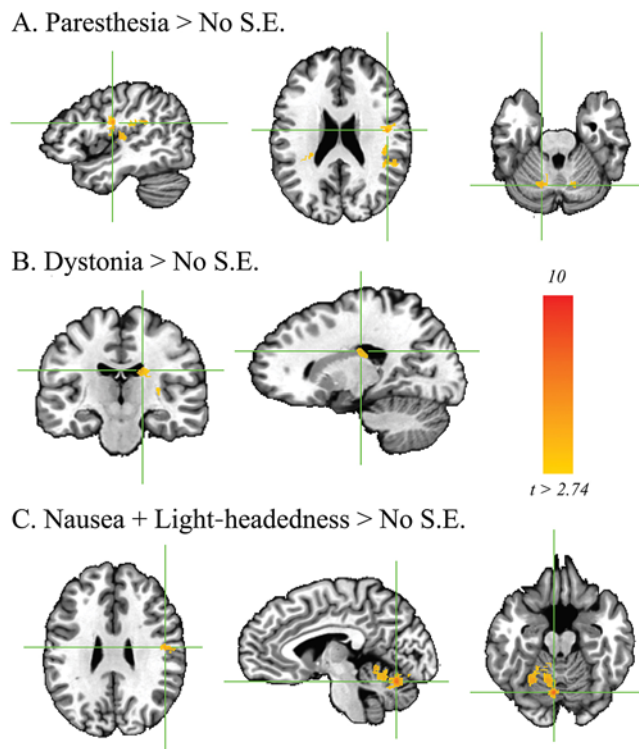 A. Paresthesia > No S.E.
B. Dystonia > No S.E.
10
t > 2.74
C. Nausea + Light-headedness > No S.E.